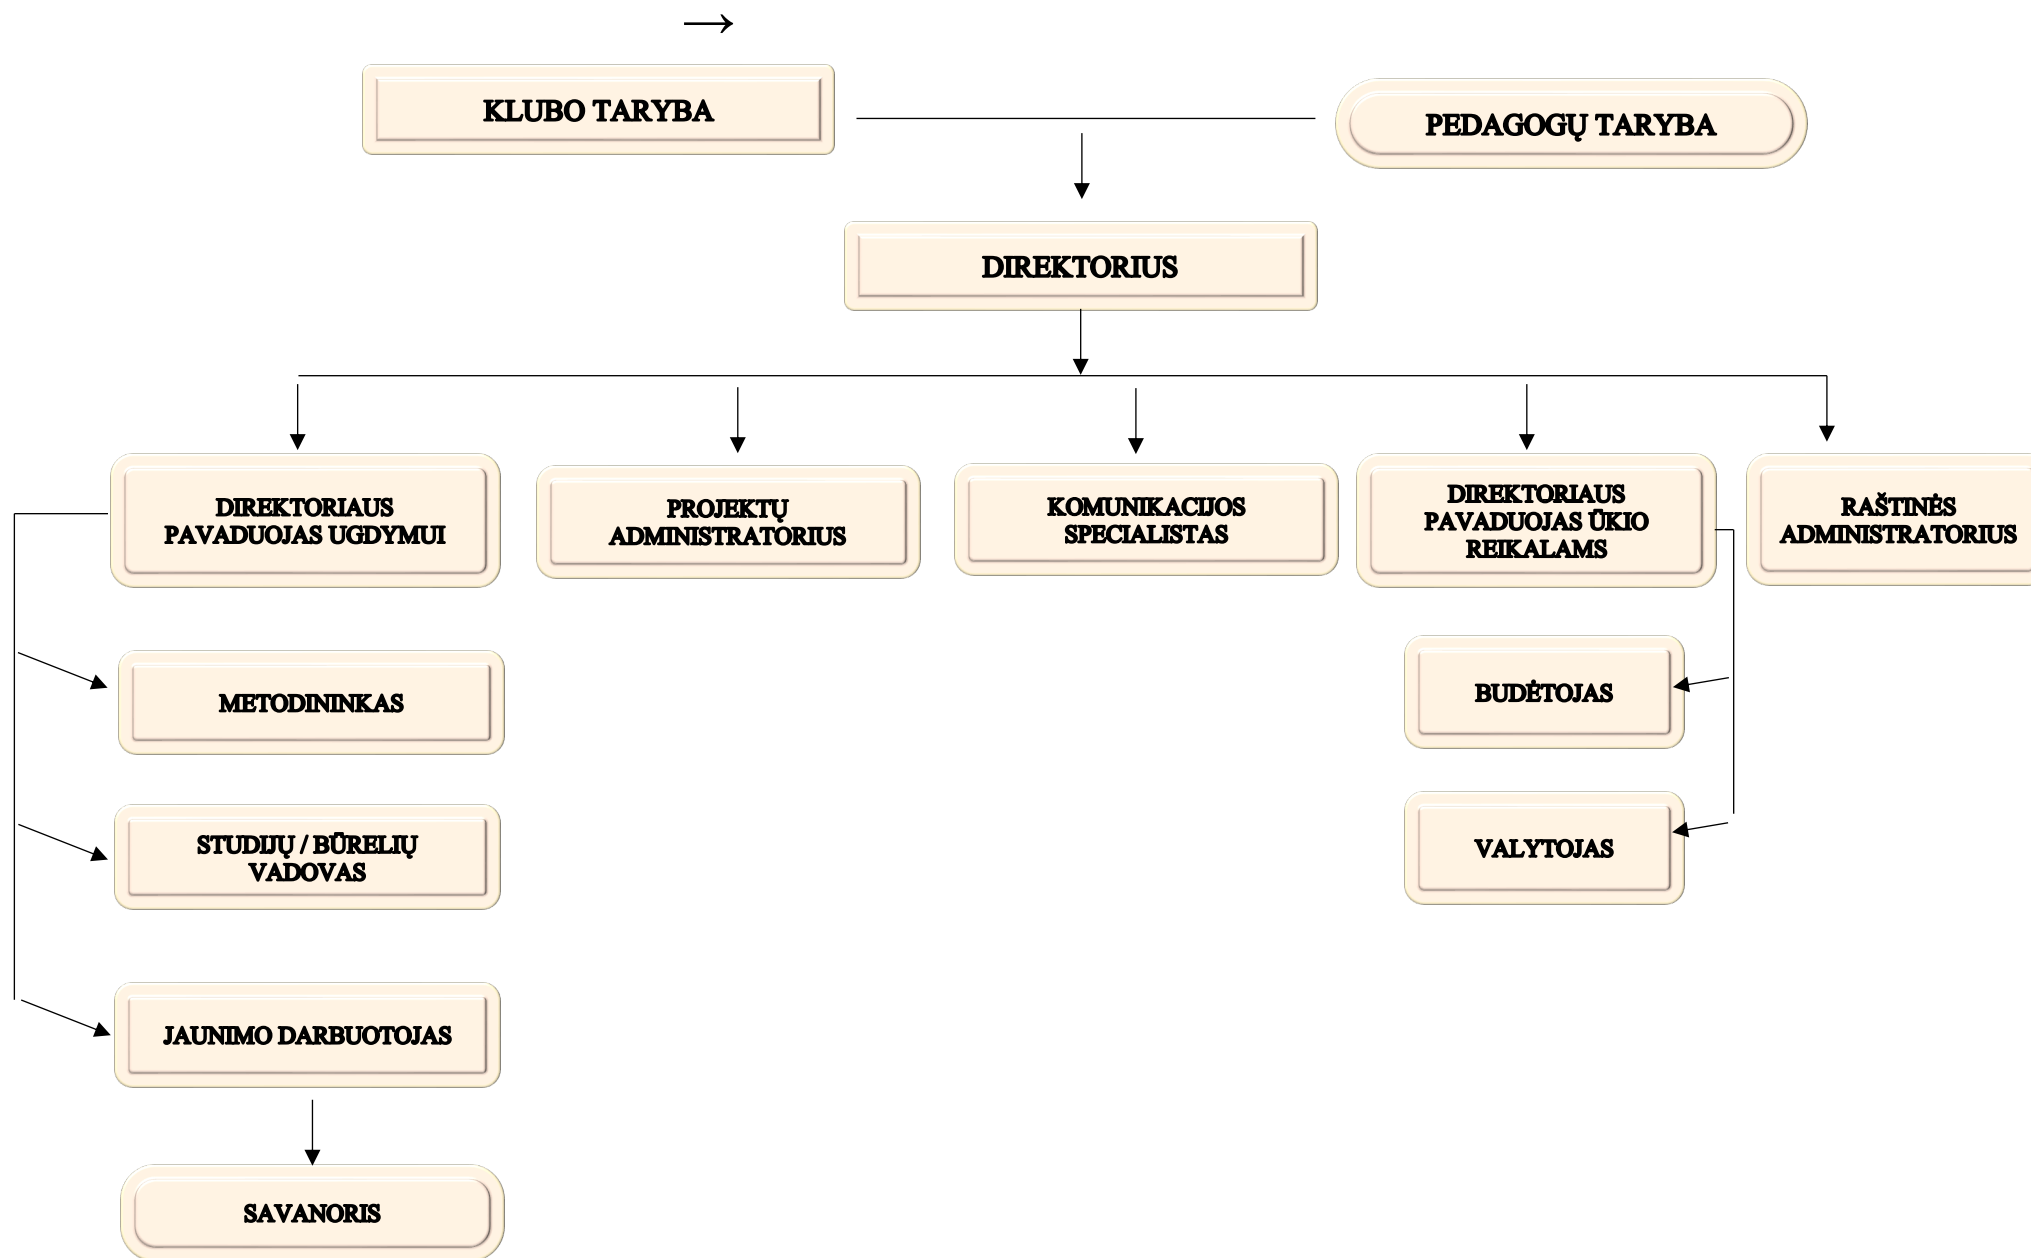 →
KLUBO TARYBA
PEDAGOGŲ TARYBA
DIREKTORIUS
DIREKTORIAUS
PAVADUOJAS UGDYMUI
PROJEKTŲ
ADMINISTRATORIUS
KOMUNIKACIJOS
SPECIALISTAS
DIREKTORIAUS
PAVADUOJAS ŪKIO
REIKALAMS
RAŠTINĖS
ADMINISTRATORIUS
METODININKAS
BUDĖTOJAS
STUDIJŲ / BŪRELIŲ
VADOVAS
VALYTOJAS
JAUNIMO DARBUOTOJAS
SAVANORIS